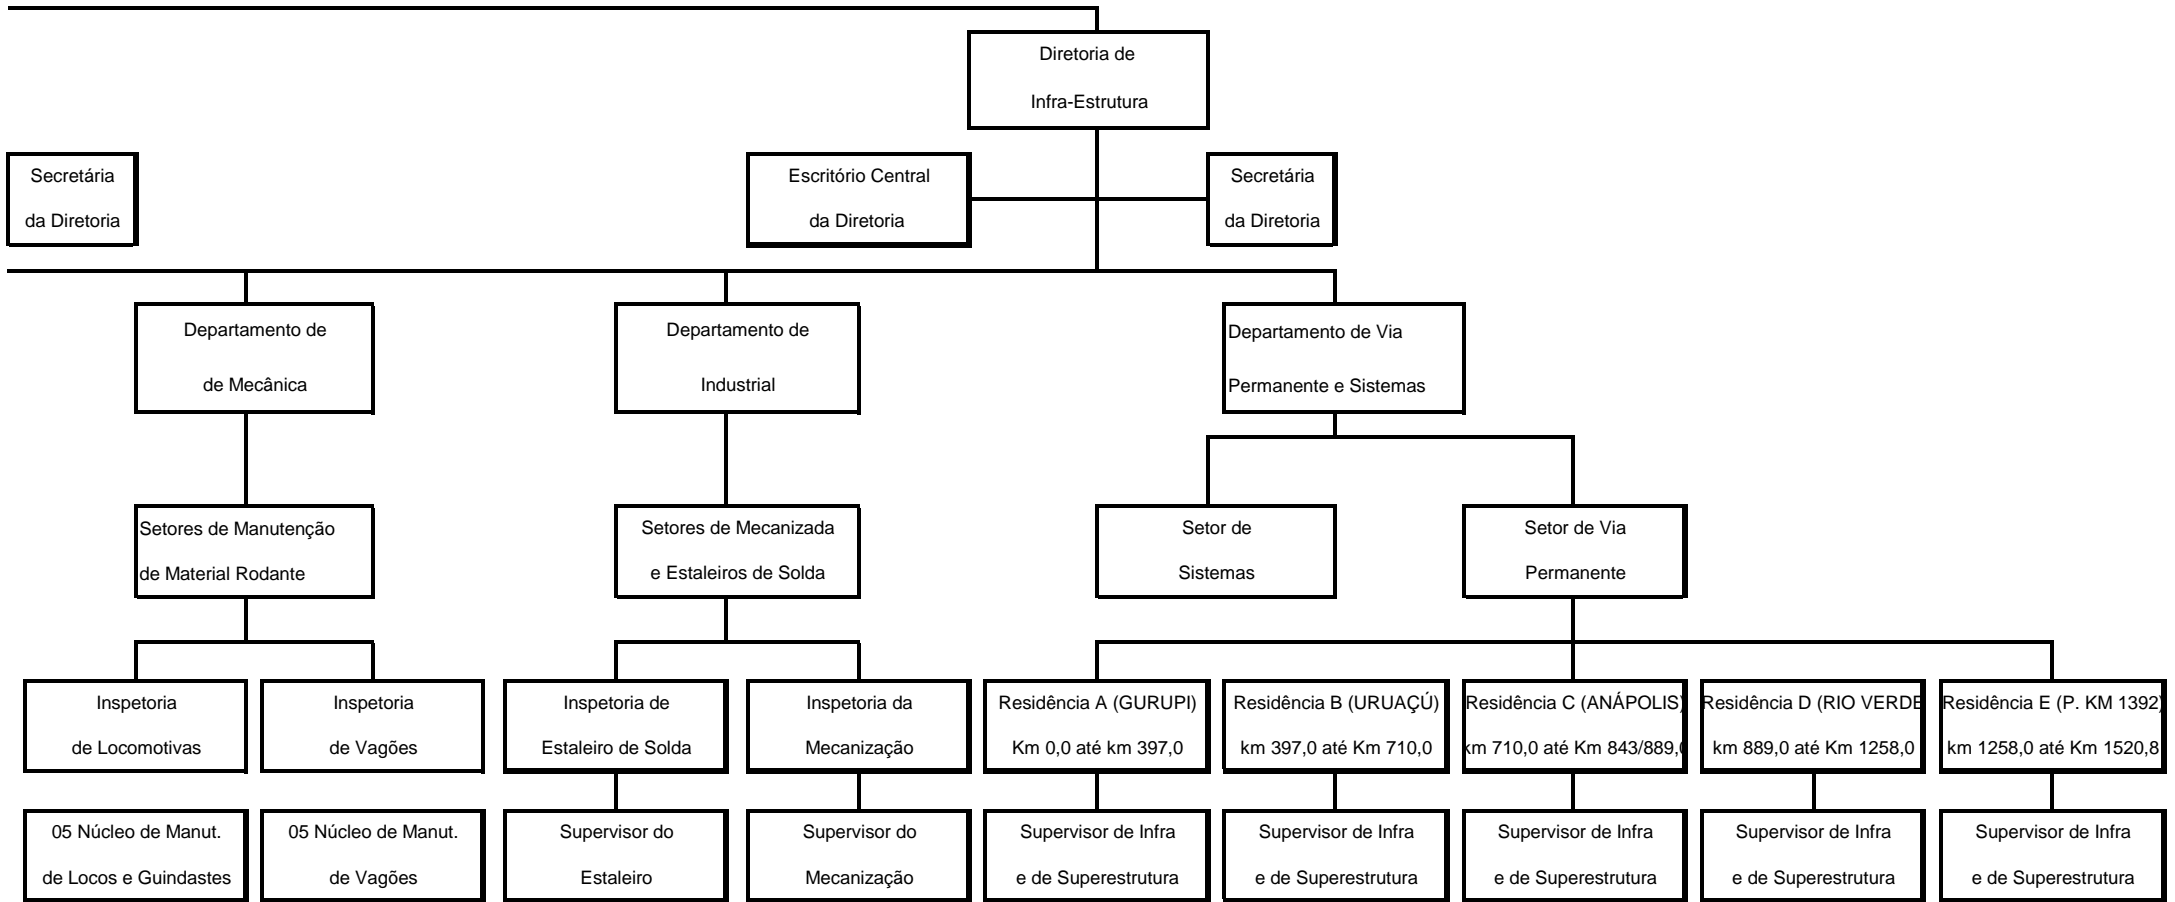 Diretoria de
Infra-Estrutura
Secretária
da Diretoria
Escritório Central
da Diretoria
Secretária
da Diretoria
Departamento de
de Mecânica
Departamento de
Industrial
Departamento de Via
Permanente e Sistemas
Setores de Manutenção
de Material Rodante
Setores de Mecanizada
e Estaleiros de Solda
Setor de
Sistemas
Setor de Via
Permanente
Inspetoria
de Locomotivas
Inspetoria
de Vagões
Inspetoria de
Estaleiro de Solda
Inspetoria da
Mecanização
Residência A (GURUPI)
Km 0,0 até km 397,0
Residência B (URUAÇÚ)
km 397,0 até Km 710,0
Residência C (ANÁPOLIS)
km 710,0 até Km 843/889,0
Residência D (RIO VERDE
km 889,0 até Km 1258,0
Residência E (P. KM 1392)
km 1258,0 até Km 1520,8
05 Núcleo de Manut.
de Locos e Guindastes
05 Núcleo de Manut.
de Vagões
Supervisor do
Estaleiro
Supervisor do
Mecanização
Supervisor de Infra
e de Superestrutura
Supervisor de Infra
e de Superestrutura
Supervisor de Infra
e de Superestrutura
Supervisor de Infra
e de Superestrutura
Supervisor de Infra
e de Superestrutura